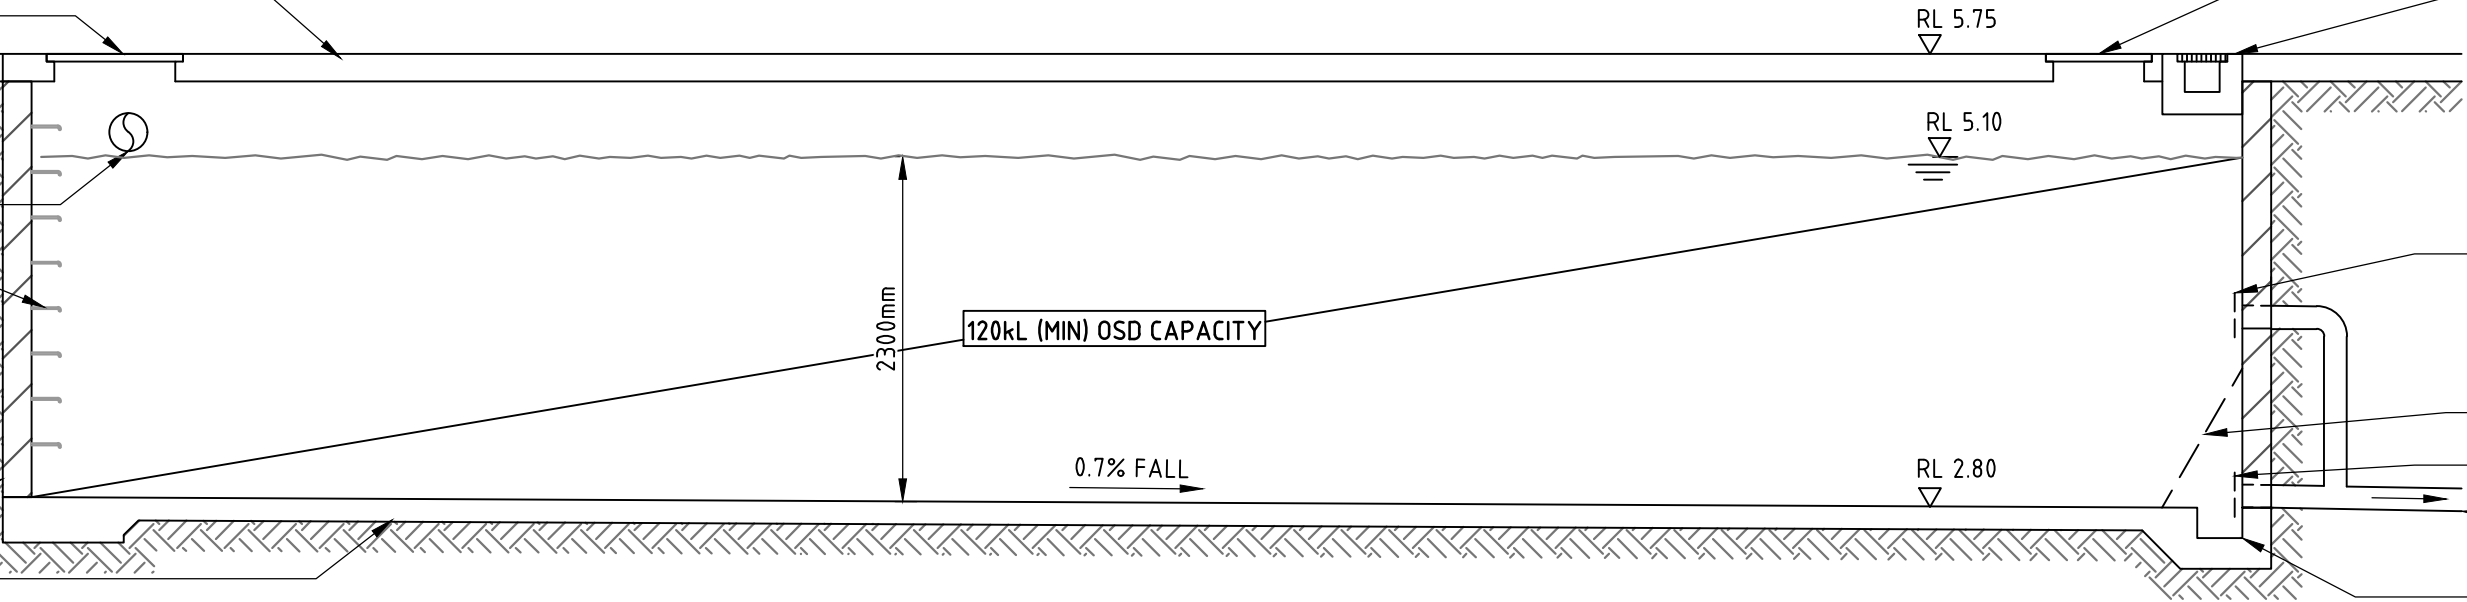 RL 5.75
RL 5.10
2300mm
120kL (MIN) OSD CAPACITY
0.7% FALL
RL 2.80